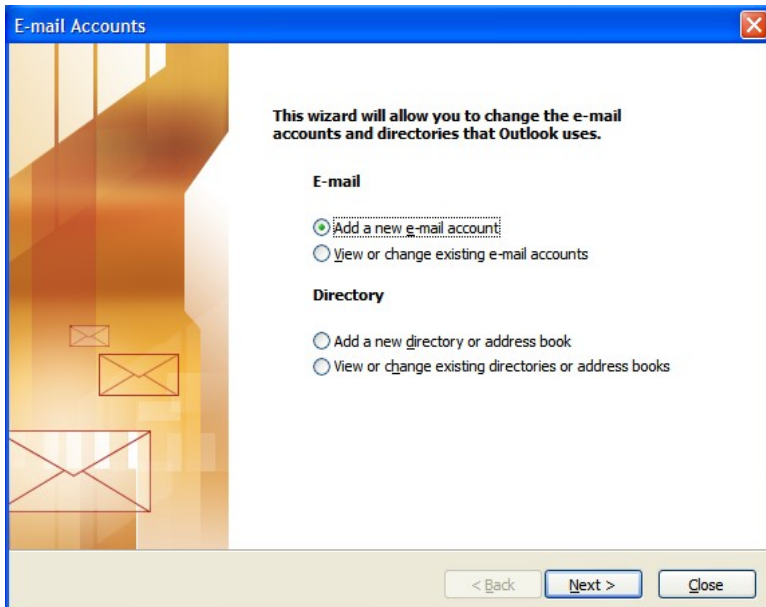 E-mail Accounts
This wizard will allow you to change the e-mail
accounts and directories that Outlook uses.
E-mail
Add a new e-mail account
View or change existing e-mail accounts
Directory
Add a new directory or address book
View or change existing directories or address books
< Back
Next >
Close